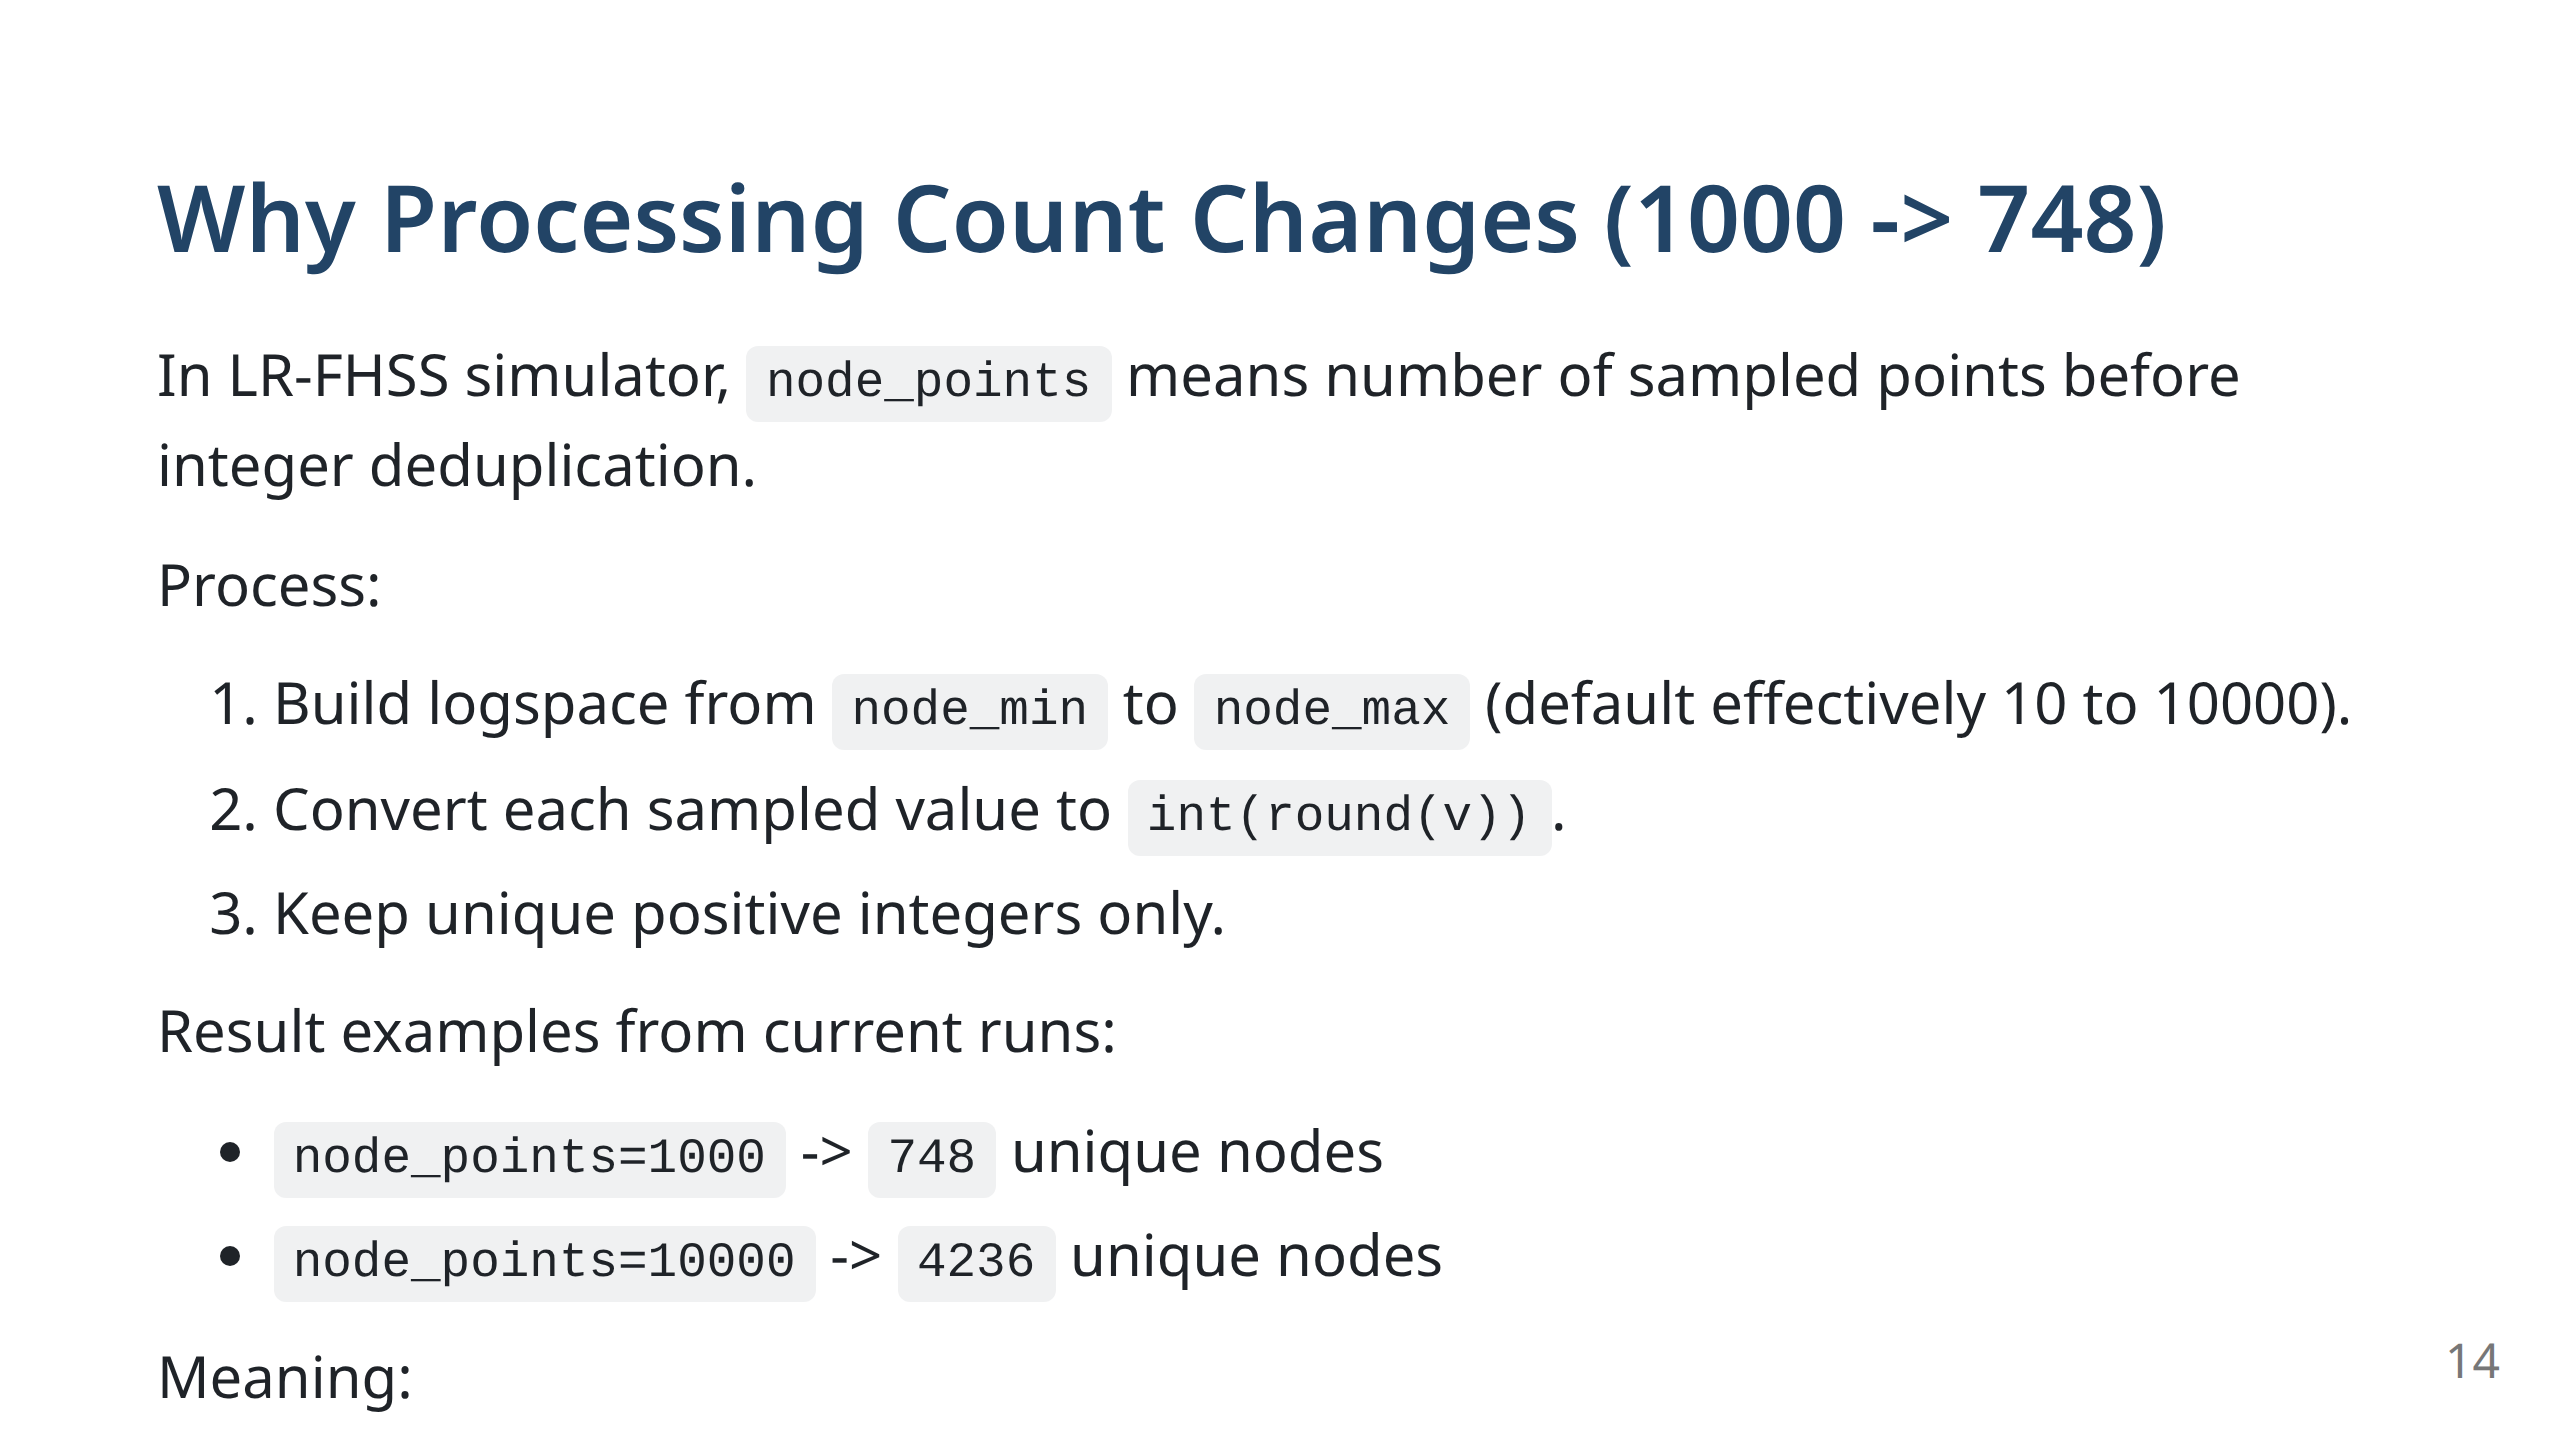 Why Processing Count Changes (1000 -> 748)
In LR-FHSS simulator, node_points means number of sampled points before
integer deduplication.
Process:
1. Build logspace from node_min to node_max (default effectively 10 to 10000).
2. Convert each sampled value to int(round(v)).
3. Keep unique positive integers only.
Result examples from current runs:
• node_points=1000 -> 748 unique nodes
• node_points=10000 -> 4236 unique nodes
Meaning:
14